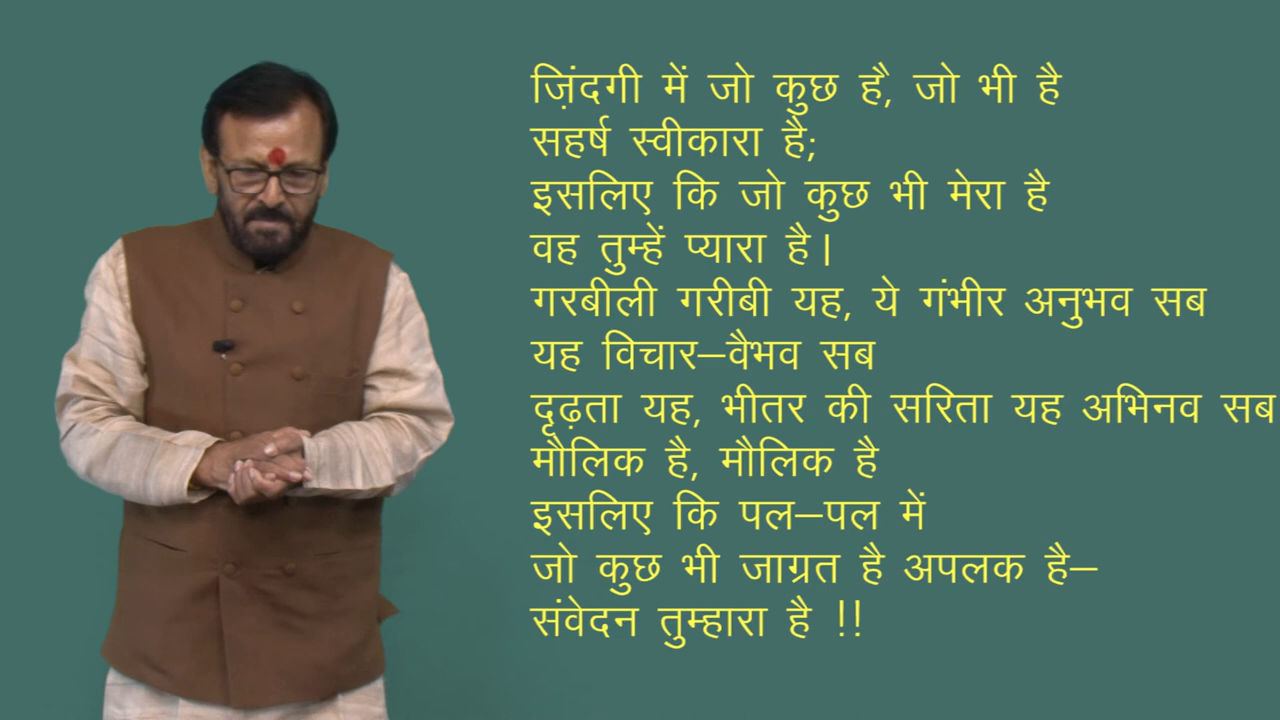 ज़िंदगी में जो कुछ है, जो भी है
सहर्ष स्वीकारा है;
इसलिए कि जो कुछ भी मेरा है
वह तुम्हें प्यारा है।
गरबीली गरीबी यह, ये गंभीर अनुभव सब
यह विचार–वैभव सब
दृढ़ता यह, भीतर की सरिता यह अभिनव सब
मौलिक है, मौलिक है
इसलिए कि पल–पल में
जो कुछ भी जाग्रत है अपलक है–
संवेदन तुम्हारा है !!